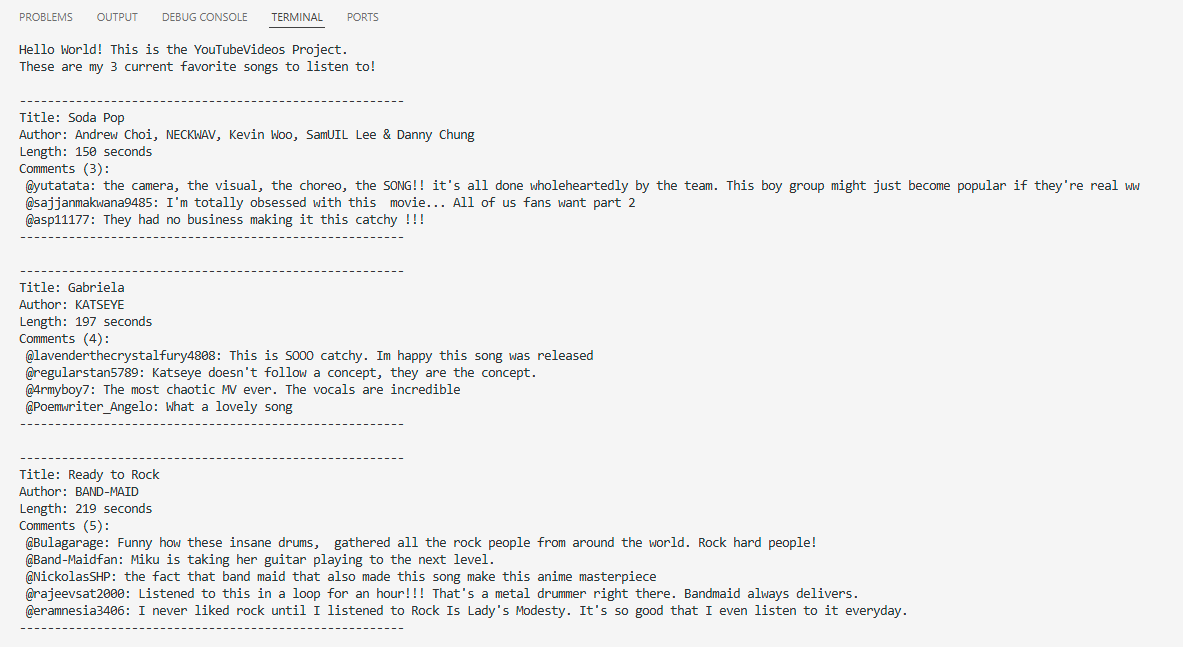 PROBLEMS OUTPUT DEBUG CONSOLE TERMINAL PORTS
Hello World! This is the YouTubeVideos Project.
These are my 3 current favorite songs to listen to!
-------------------------------------------------------
Title: Soda Pop
Author: Andrew Choi, NECKWAV, Kevin Woo, SamUIL Lee & Danny Chung
Length: 150 seconds
Comments (3):
@yutatata: the camera, the visual, the choreo, the SONG!! it's all done wholeheartedly by the team. This boy group might just become popular if they're real ww
@sajjanmakwana9485: I'm totally obsessed with this  movie... All of us fans want part 2
@asp11177: They had no business making it this catchy !!!
-------------------------------------------------------
-------------------------------------------------------
Title: Gabriela
Author: KATSEYE
Length: 197 seconds
Comments (4):
@lavenderthecrystalfury4808: This is SOOO catchy. Im happy this song was released
@regularstan5789: Katseye doesn't follow a concept, they are the concept.
@4rmyboy7: The most chaotic MV ever. The vocals are incredible
@Poemwriter_Angelo: What a lovely song
-------------------------------------------------------
-------------------------------------------------------
Title: Ready to Rock
Author: BAND-MAID
Length: 219 seconds
Comments (5):
@Bulagarage: Funny how these insane drums,  gathered all the rock people from around the world. Rock hard people!
@Band-Maidfan: Miku is taking her guitar playing to the next level.
@NickolasSHP: the fact that band maid that also made this song make this anime masterpiece
@rajeevsat2000: Listened to this in a loop for an hour!!! That's a metal drummer right there. Bandmaid always delivers.
@eramnesia3406: I never liked rock until I listened to Rock Is Lady's Modesty. It's so good that I even listen to it everyday.
-------------------------------------------------------